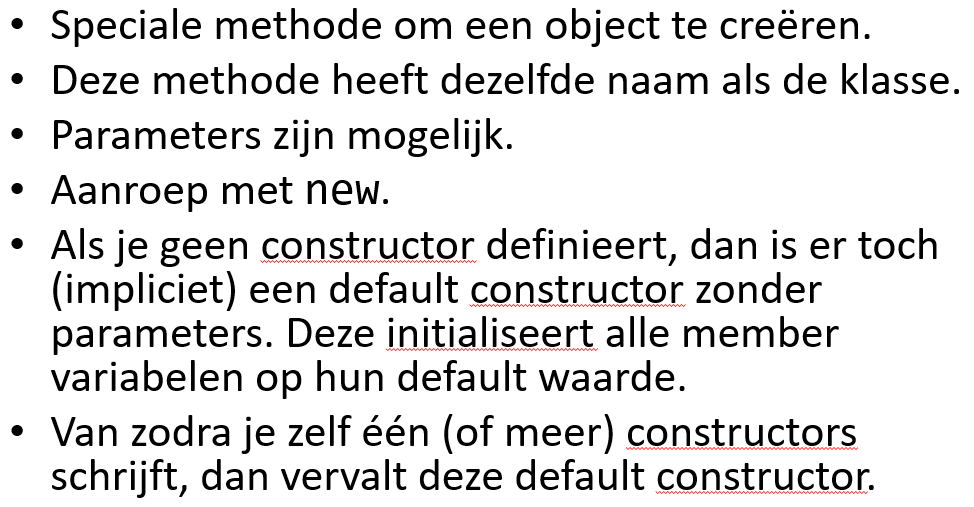 • Speciale methode om een object te creëren.
• Deze methode heeft dezelfde naam als de klasse.
• Parameters zijn mogelijk.
• Aanroep met new.
• Als je geen constructor definieert, dan is er toch
(impliciet) een default constructor zonder
parameters. Deze initialiseert alle member
variabelen op hun default waarde.
• Van zodra je zelf één (of meer) constructors
schrijft, dan vervalt deze default constructor.